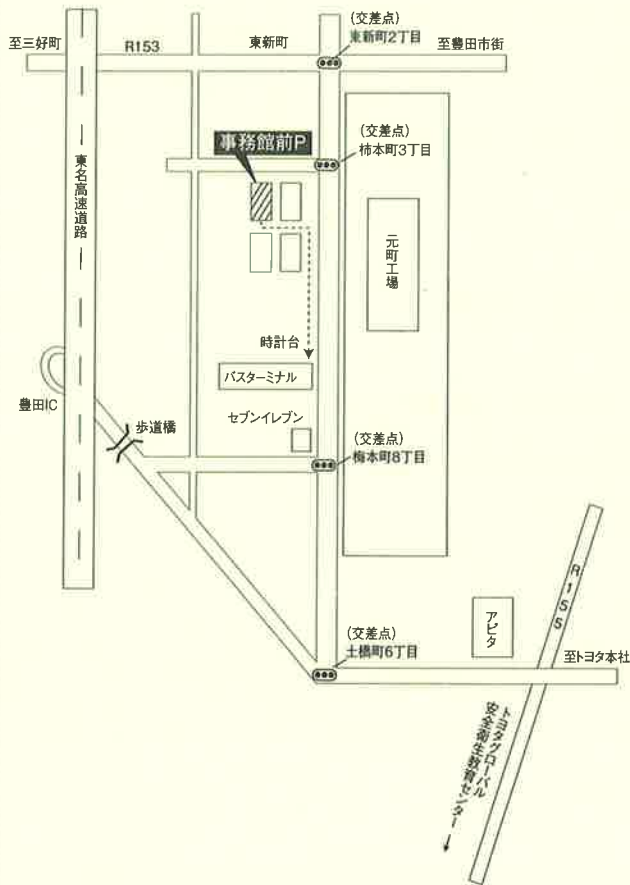 (交差点)
東新町2丁目
至三好町
R153
東新町
至豊田市街
事務館前P
(交差点)
柿本町3丁目
東名高速道路
元町工場
時計台
バスターミナル
豊田IC
歩道橋
セブンイレブン
(交差点)
梅本町8丁目
R155
アピタ
(交差点)
土橋町6丁目
至トヨタ本社
トヨタグローバル
安全衛生教育センター